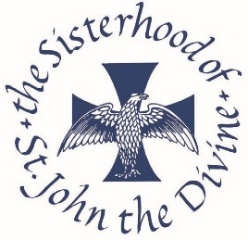 the Sisterhood of
St. John the Divine